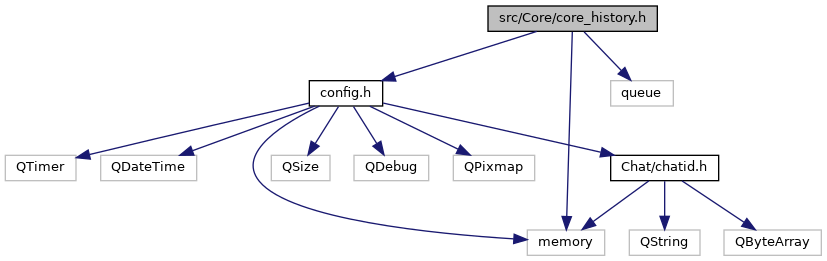 src/Core/core_history.h
config.h
queue
QTimer
QDateTime
QSize
QDebug
QPixmap
Chat/chatid.h
memory
QString
QByteArray